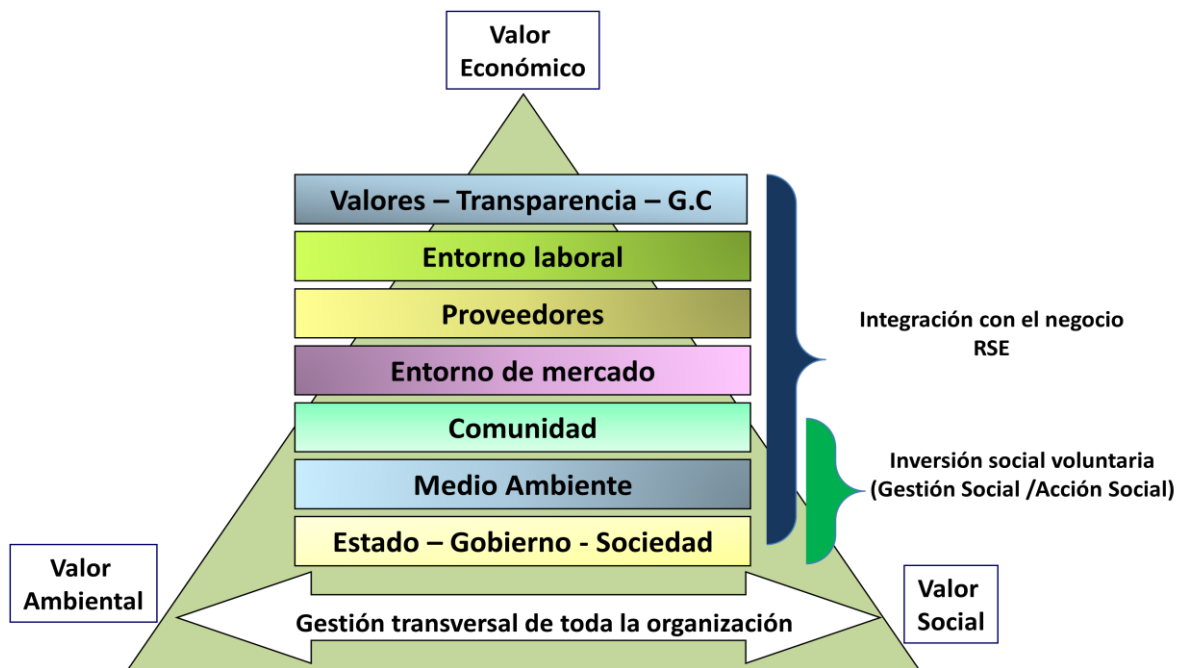 Valor
Económico
Valores – Transparencia – G.C
Entorno laboral
Proveedores
Entorno de mercado
Comunidad
Medio Ambiente
Estado – Gobierno - Sociedad
Integración con el negocio
RSE
Inversión social voluntaria
(Gestión Social /Acción Social)
Valor
Ambiental
Gestión transversal de toda la organización
Valor
Social